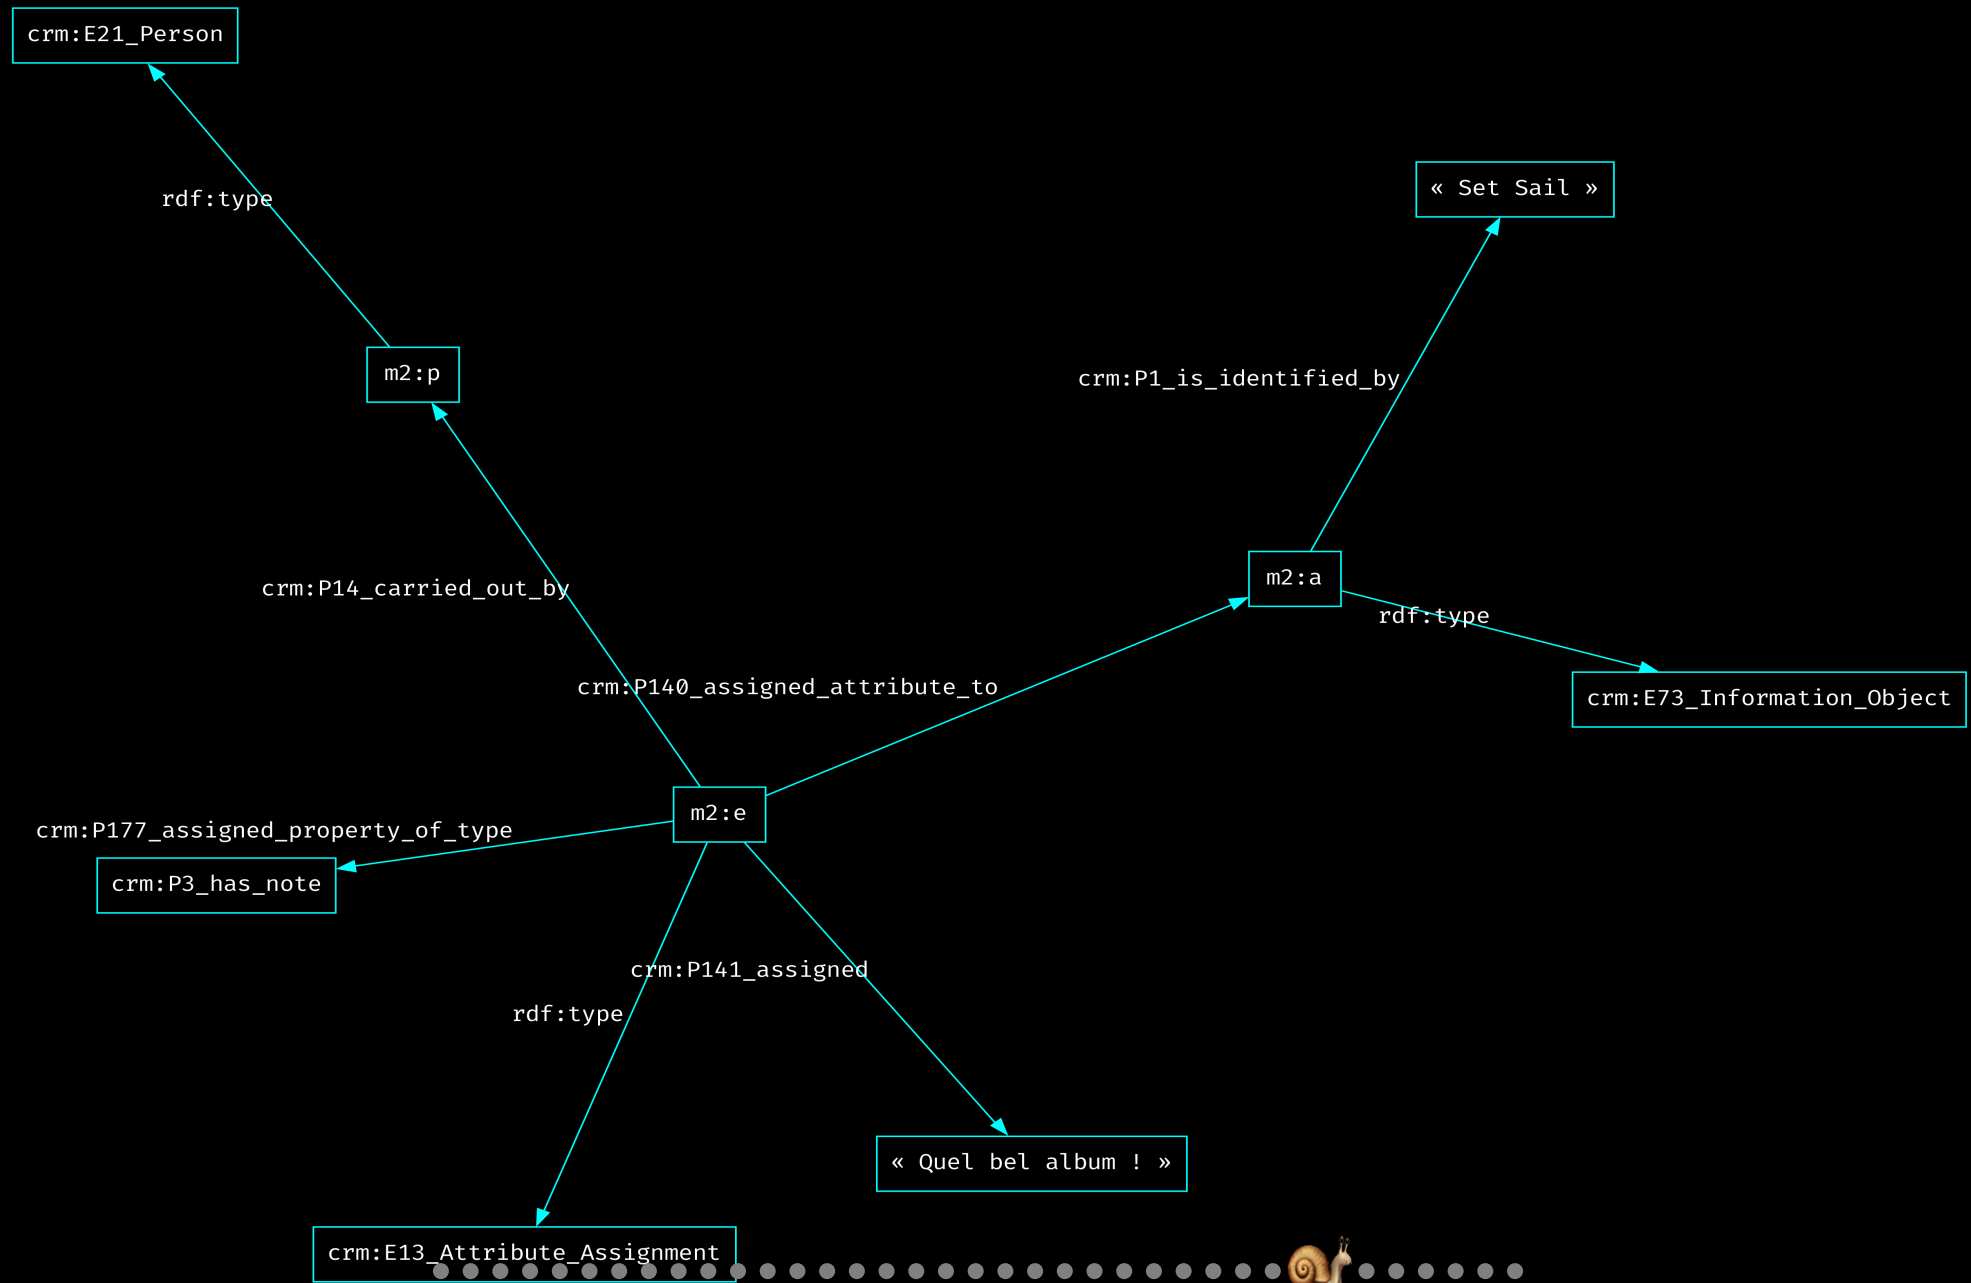 crm:E21_Person
« Set Sail »
rdf:type
m2:p
crm:P1_is_identified_by
m2:a
crm:P14_carried_out_by
rdf:type
crm:P140_assigned_attribute_to
crm:E73_Information_Object
m2:e
crm:P177_assigned_property_of_type
crm:P3_has_note
crm:P141_assigned
rdf:type
« Quel bel album ! »
crm:E13_Attribute_Assignment